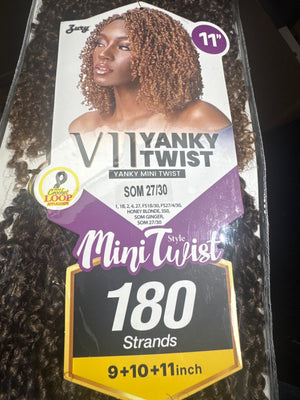 Zury
11"
V11 YANKY TWIST
YANKY MINI TWIST
SOM 27/30
1, 1B, 2, 4, 27, FS1B/30, FS27/4/30,
HONEY BLONDE, 350,
SOM GINGER,
SOM 27/30
Crochet
LOOP
Style
Mini Twist
180
Strands
9+10+11inch